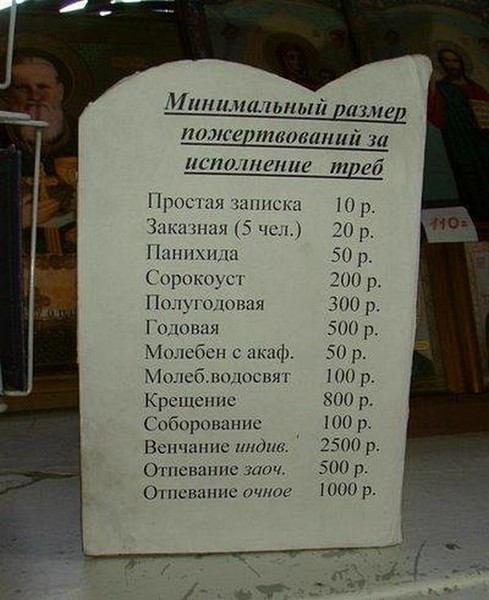 Минимальный размер
пожертвований за
исполнение треб
Простая записка 10 р.
Заказная (5 чел.) 20 р.
Панихида 50 р.
Сорокоуст 200 р.
Полугодовая 300 р.
Годовая 500 р.
Молебен с акаф. 50 р.
Молеб.водосвят 100 р.
Крещение 800 р.
Соборование 100 р.
Венчание индив. 2500 р.
Отпевание заоч. 500 р.
Отпевание очное 1000 р.
110=